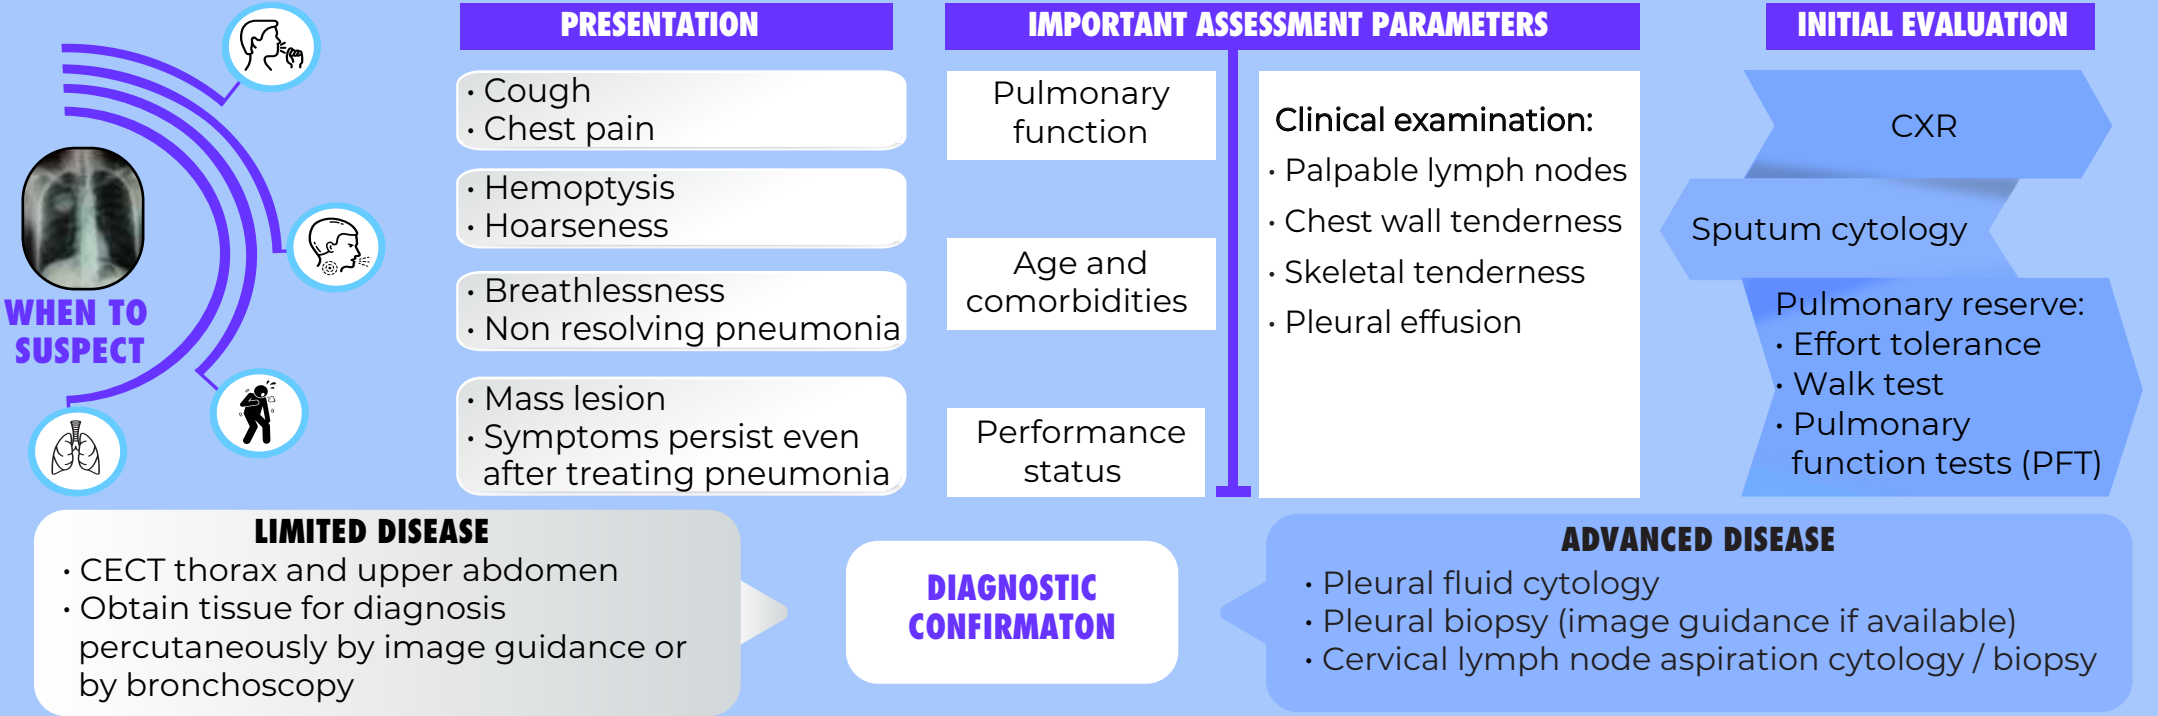 WHEN TO
SUSPECT
PRESENTATION
• Cough
• Chest pain
• Hemoptysis
• Hoarseness
• Breathlessness
• Non resolving pneumonia
• Mass lesion
• Symptoms persist even
after treating pneumonia
IMPORTANT ASSESSMENT PARAMETERS
Pulmonary
function
Age and
comorbidities
Performance
status
Clinical examination:
• Palpable lymph nodes
• Chest wall tenderness
• Skeletal tenderness
• Pleural effusion
INITIAL EVALUATION
CXR
Sputum cytology
Pulmonary reserve:
• Effort tolerance
• Walk test
• Pulmonary
function tests (PFT)
LIMITED DISEASE
• CECT thorax and upper abdomen
• Obtain tissue for diagnosis
percutaneously by image guidance or
by bronchoscopy
DIAGNOSTIC
CONFIRMATON
ADVANCED DISEASE
• Pleural fluid cytology
• Pleural biopsy (image guidance if available)
• Cervical lymph node aspiration cytology / biopsy